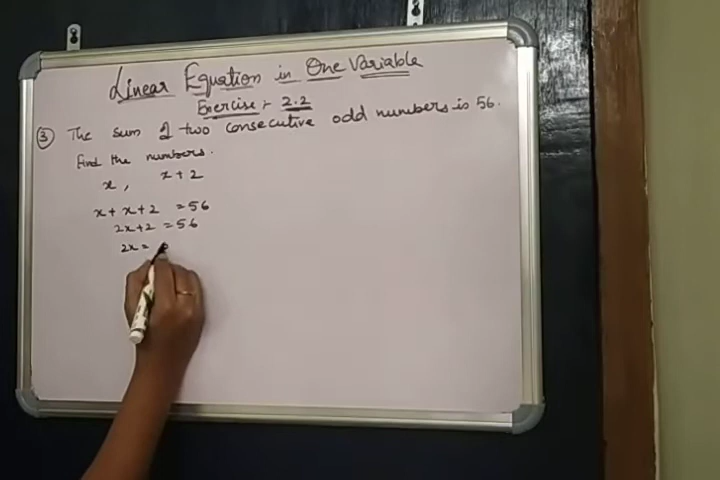 Linear Equation in One Variable
Exercise :- 2.2
③ The sum of two consecutive odd numbers is 56.
Find the numbers.
x, x+2
x + x+2 = 56
2x+2 = 56
2x =